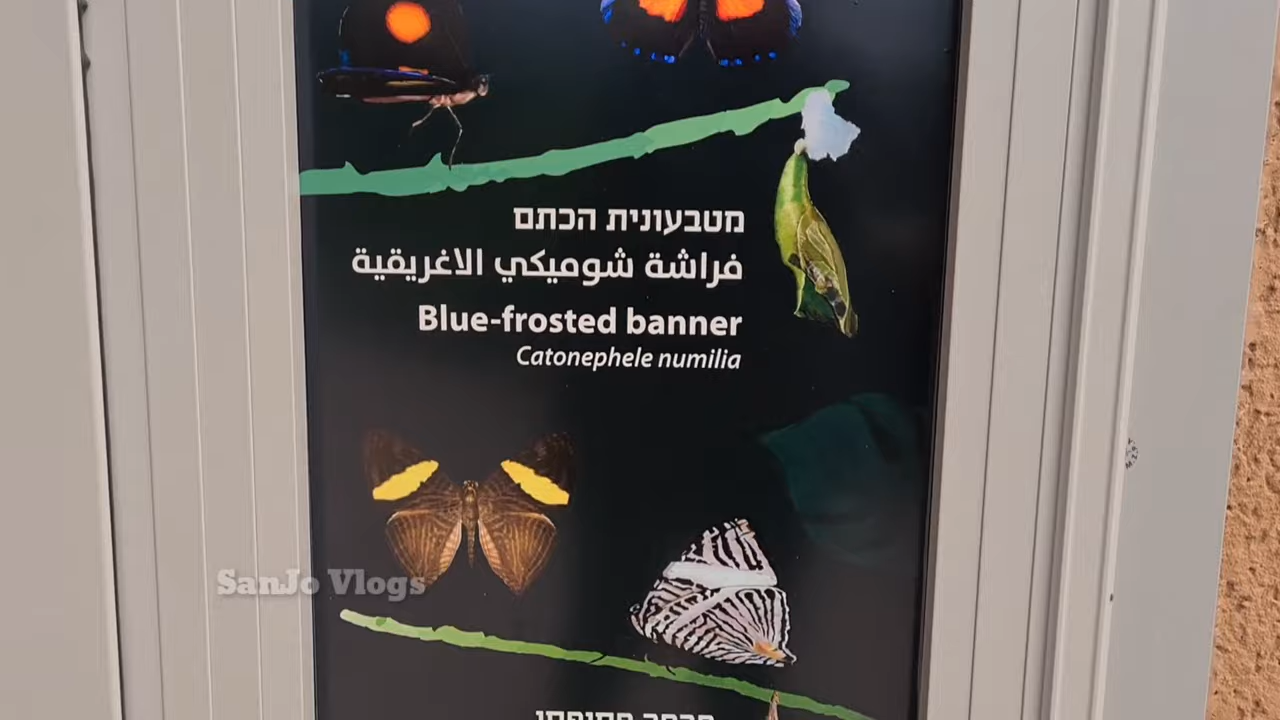 מטבעונית הכתם
فراشة شوميكي الاغريقية
Blue-frosted banner
Catonephele numilia
SanJo Vlogs